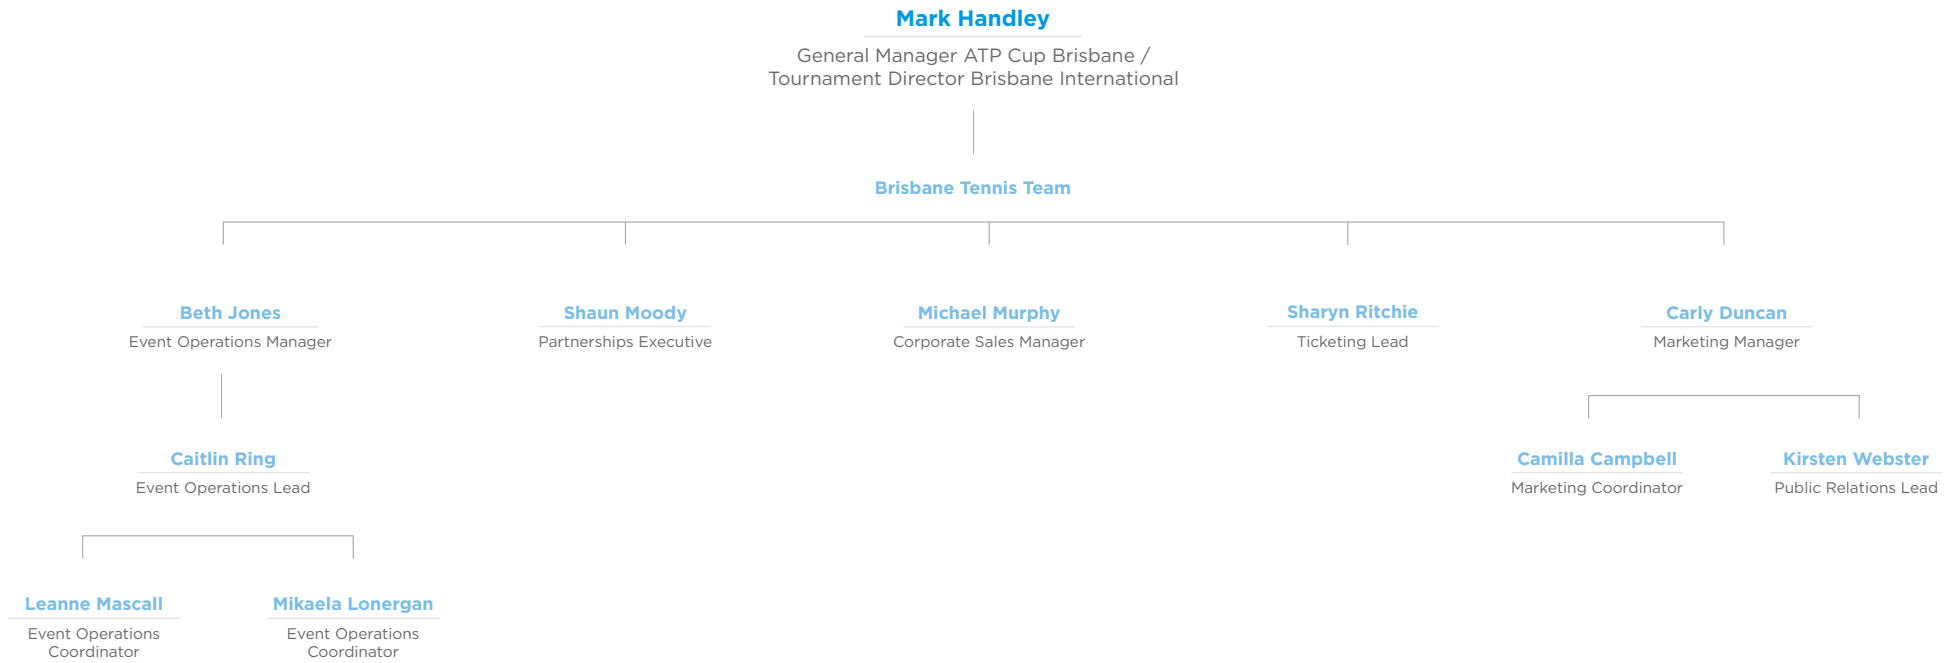 Mark Handley
General Manager ATP Cup Brisbane /
Tournament Director Brisbane International
Brisbane Tennis Team
Beth Jones
Event Operations Manager
Shaun Moody
Partnerships Executive
Michael Murphy
Corporate Sales Manager
Sharyn Ritchie
Ticketing Lead
Carly Duncan
Marketing Manager
Caitlin Ring
Event Operations Lead
Camilla Campbell
Marketing Coordinator
Kirsten Webster
Public Relations Lead
Leanne Mascall
Event Operations
Coordinator
Mikaela Lonergan
Event Operations
Coordinator